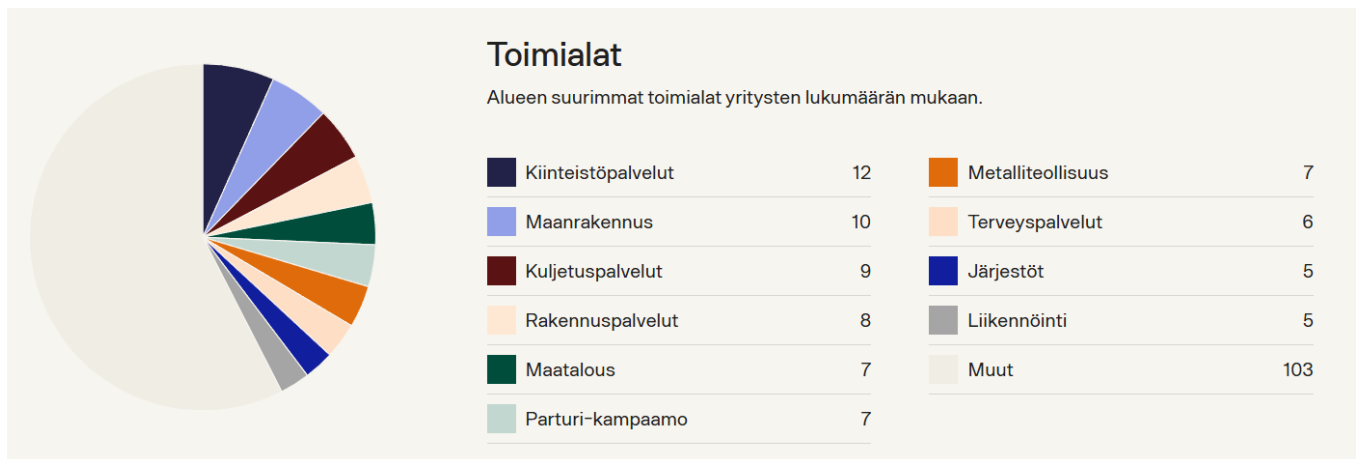 Toimialat
Alueen suurimmat toimialat yritysten lukumäärän mukaan.
Kiinteistöpalvelut 12
Maanrakennus 10
Kuljetuspalvelut 9
Rakennuspalvelut 8
Maatalous 7
Parturi-kampaamo 7
Metalliteollisuus 7
Terveyspalvelut 6
Järjestöt 5
Liikennöinti 5
Muut 103